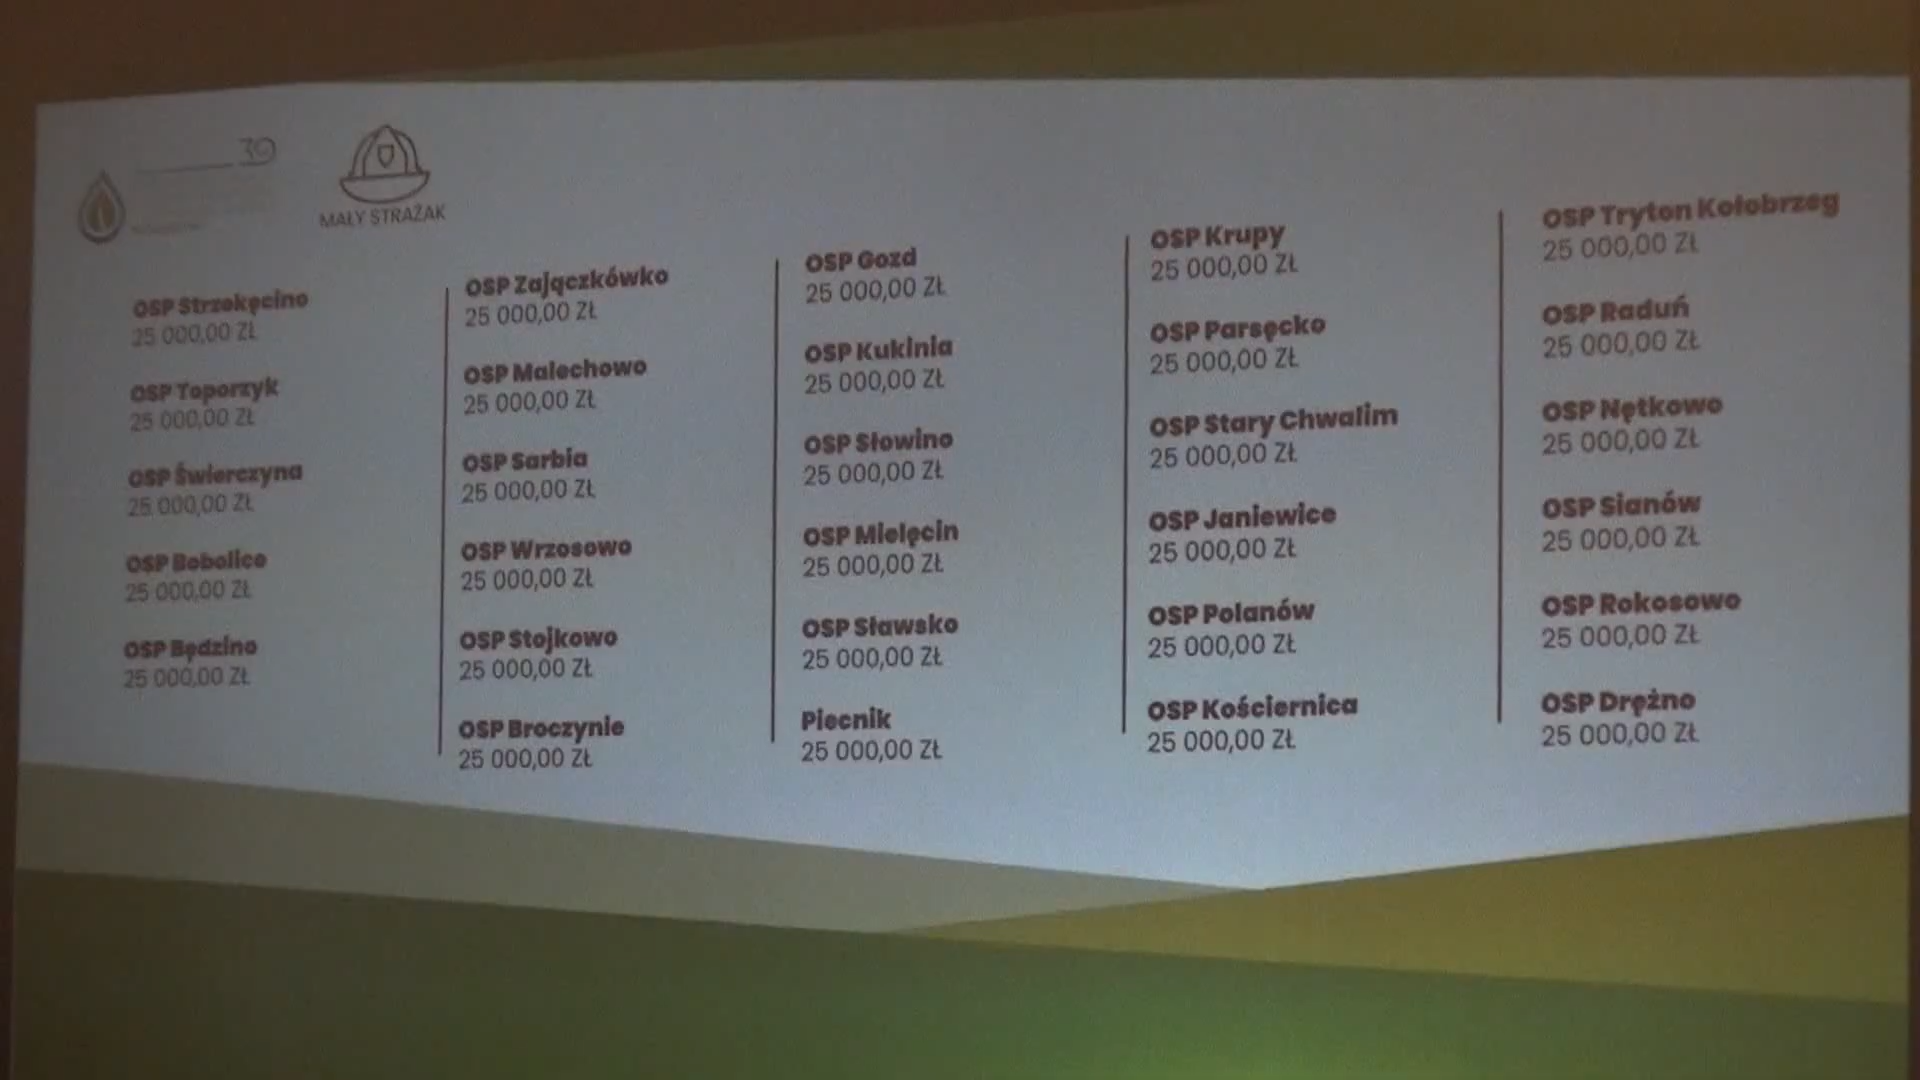 30
MAŁY STRAŻAK
OSP Strzekęcino
25 000,00 ZŁ
OSP Toporzyk
25 000,00 ZŁ
OSP Świerczyna
25 000,00 ZŁ
OSP Bobolice
25 000,00 ZŁ
OSP Będzino
25 000,00 ZŁ
OSP Zajączkówko
25 000,00 ZŁ
OSP Malechowo
25 000,00 ZŁ
OSP Sarbia
25 000,00 ZŁ
OSP Wrzosowo
25 000,00 ZŁ
OSP Stojkowo
25 000,00 ZŁ
OSP Broczynie
25 000,00 ZŁ
OSP Gozd
25 000,00 ZŁ
OSP Kukinia
25 000,00 ZŁ
OSP Słowino
25 000,00 ZŁ
OSP Mielęcin
25 000,00 ZŁ
OSP Sławsko
25 000,00 ZŁ
Piecnik
25 000,00 ZŁ
OSP Krupy
25 000,00 ZŁ
OSP Parsęcko
25 000,00 ZŁ
OSP Stary Chwalim
25 000,00 ZŁ
OSP Janiewice
25 000,00 ZŁ
OSP Polanów
25 000,00 ZŁ
OSP Kościernica
25 000,00 ZŁ
OSP Tryton Kołobrzeg
25 000,00 ZŁ
OSP Raduń
25 000,00 ZŁ
OSP Nętkowo
25 000,00 ZŁ
OSP Sianów
25 000,00 ZŁ
OSP Rokosowo
25 000,00 ZŁ
OSP Drężno
25 000,00 ZŁ